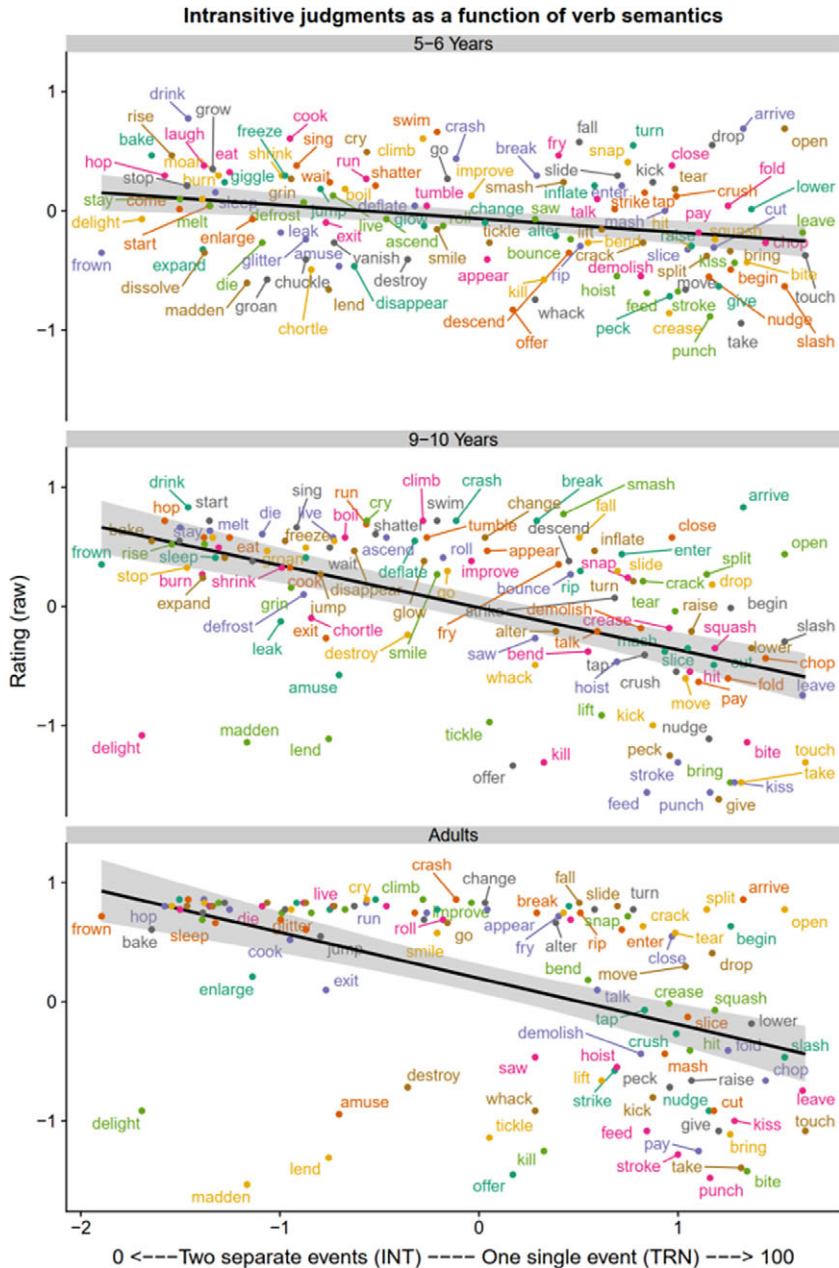 Intransitive judgments as a function of verb semantics
5−6 Years
1
drink
rise grow cook swim crash fall turn drop arrive
laugh freeze sing cry climb break fry snap close open
bake moan eat shrink go slide kick tear fold
hop burn giggle wait run shatter improve smash inflate enter crush lower
stop grin boil tumble strike tap
stay come sleep jump change saw talk mash hit pay cut
0
delight melt defrost live deflate glow roll tickle alter lift bend raise squash leave
start enlarge leak exit ascend smile bounce crack slice chop
frown expand glitter amuse vanish appear rip demolish split kiss bring
dissolve die chuckle destroy kill hoist move begin bite
madden groan lend disappear whack feed stroke give touch
chortle descend peck crease nudge
−1
offer punch take slash
9−10 Years
1
drink start sing run cry climb swim crash break smash arrive
hop die live boil change fall
bake stay melt freeze shatter tumble descend inflate close
frown rise sleep eat groan wait ascend roll appear enter split open
stop deflate improve bounce rip snap slide crack drop
burn shrink cook disappear go turn
expand grin jump glow strike demolish tear raise begin
0
defrost crease squash slash
leak exit chortle smile fry alter talk mash lower
destroy saw bend tap slice cut chop
amuse whack hoist hit fold leave
crush move pay
−1
delight madden lend tickle lift kick nudge bite touch
offer kill peck
stroke bring take
feed punch give kiss
Rating (raw)
Adults
1
crash change fall arrive
live cry climb slide turn split
frown hop die glitter run improve appear snap crack open
bake sleep roll go fry alter rip enter tear begin
cook jump smile close drop
enlarge exit bend move
talk crease squash
0
tap slice lower
demolish crush hit fold slash
saw hoist mash chop
destroy lift peck raise
strike leave
delight amuse whack kick nudge cut
−1
tickle feed give kiss touch
lend kill pay bring
madden offer stroke take bite
punch
−2 −1 0 1
0 <−−−−Two separate events (INT) −−−− One single event (TRN) −−−> 100